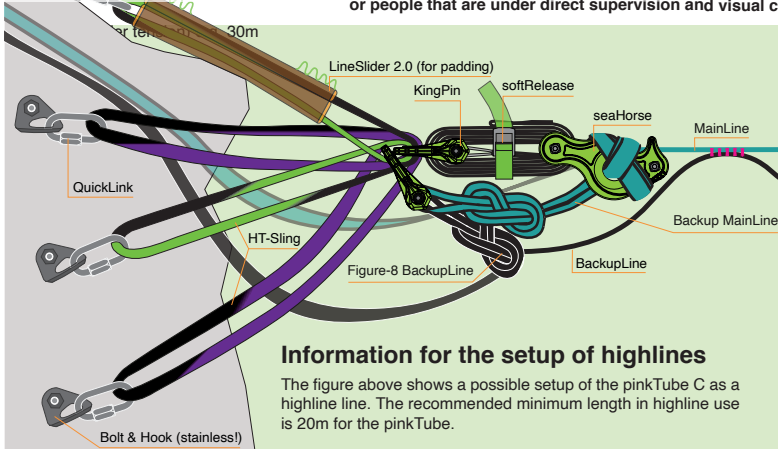 or people that are under direct supervision and visual c
er tension) e.g. 30m
LineSlider 2.0 (for padding)
KingPin
softRelease
seaHorse
MainLine
QuickLink
HT-Sling
Backup MainLine
Figure-8 BackupLine
BackupLine
Information for the setup of highlines
The figure above shows a possible setup of the pinkTube C as a
highline line. The recommended minimum length in highline use
is 20m for the pinkTube.
Bolt & Hook (stainless!)